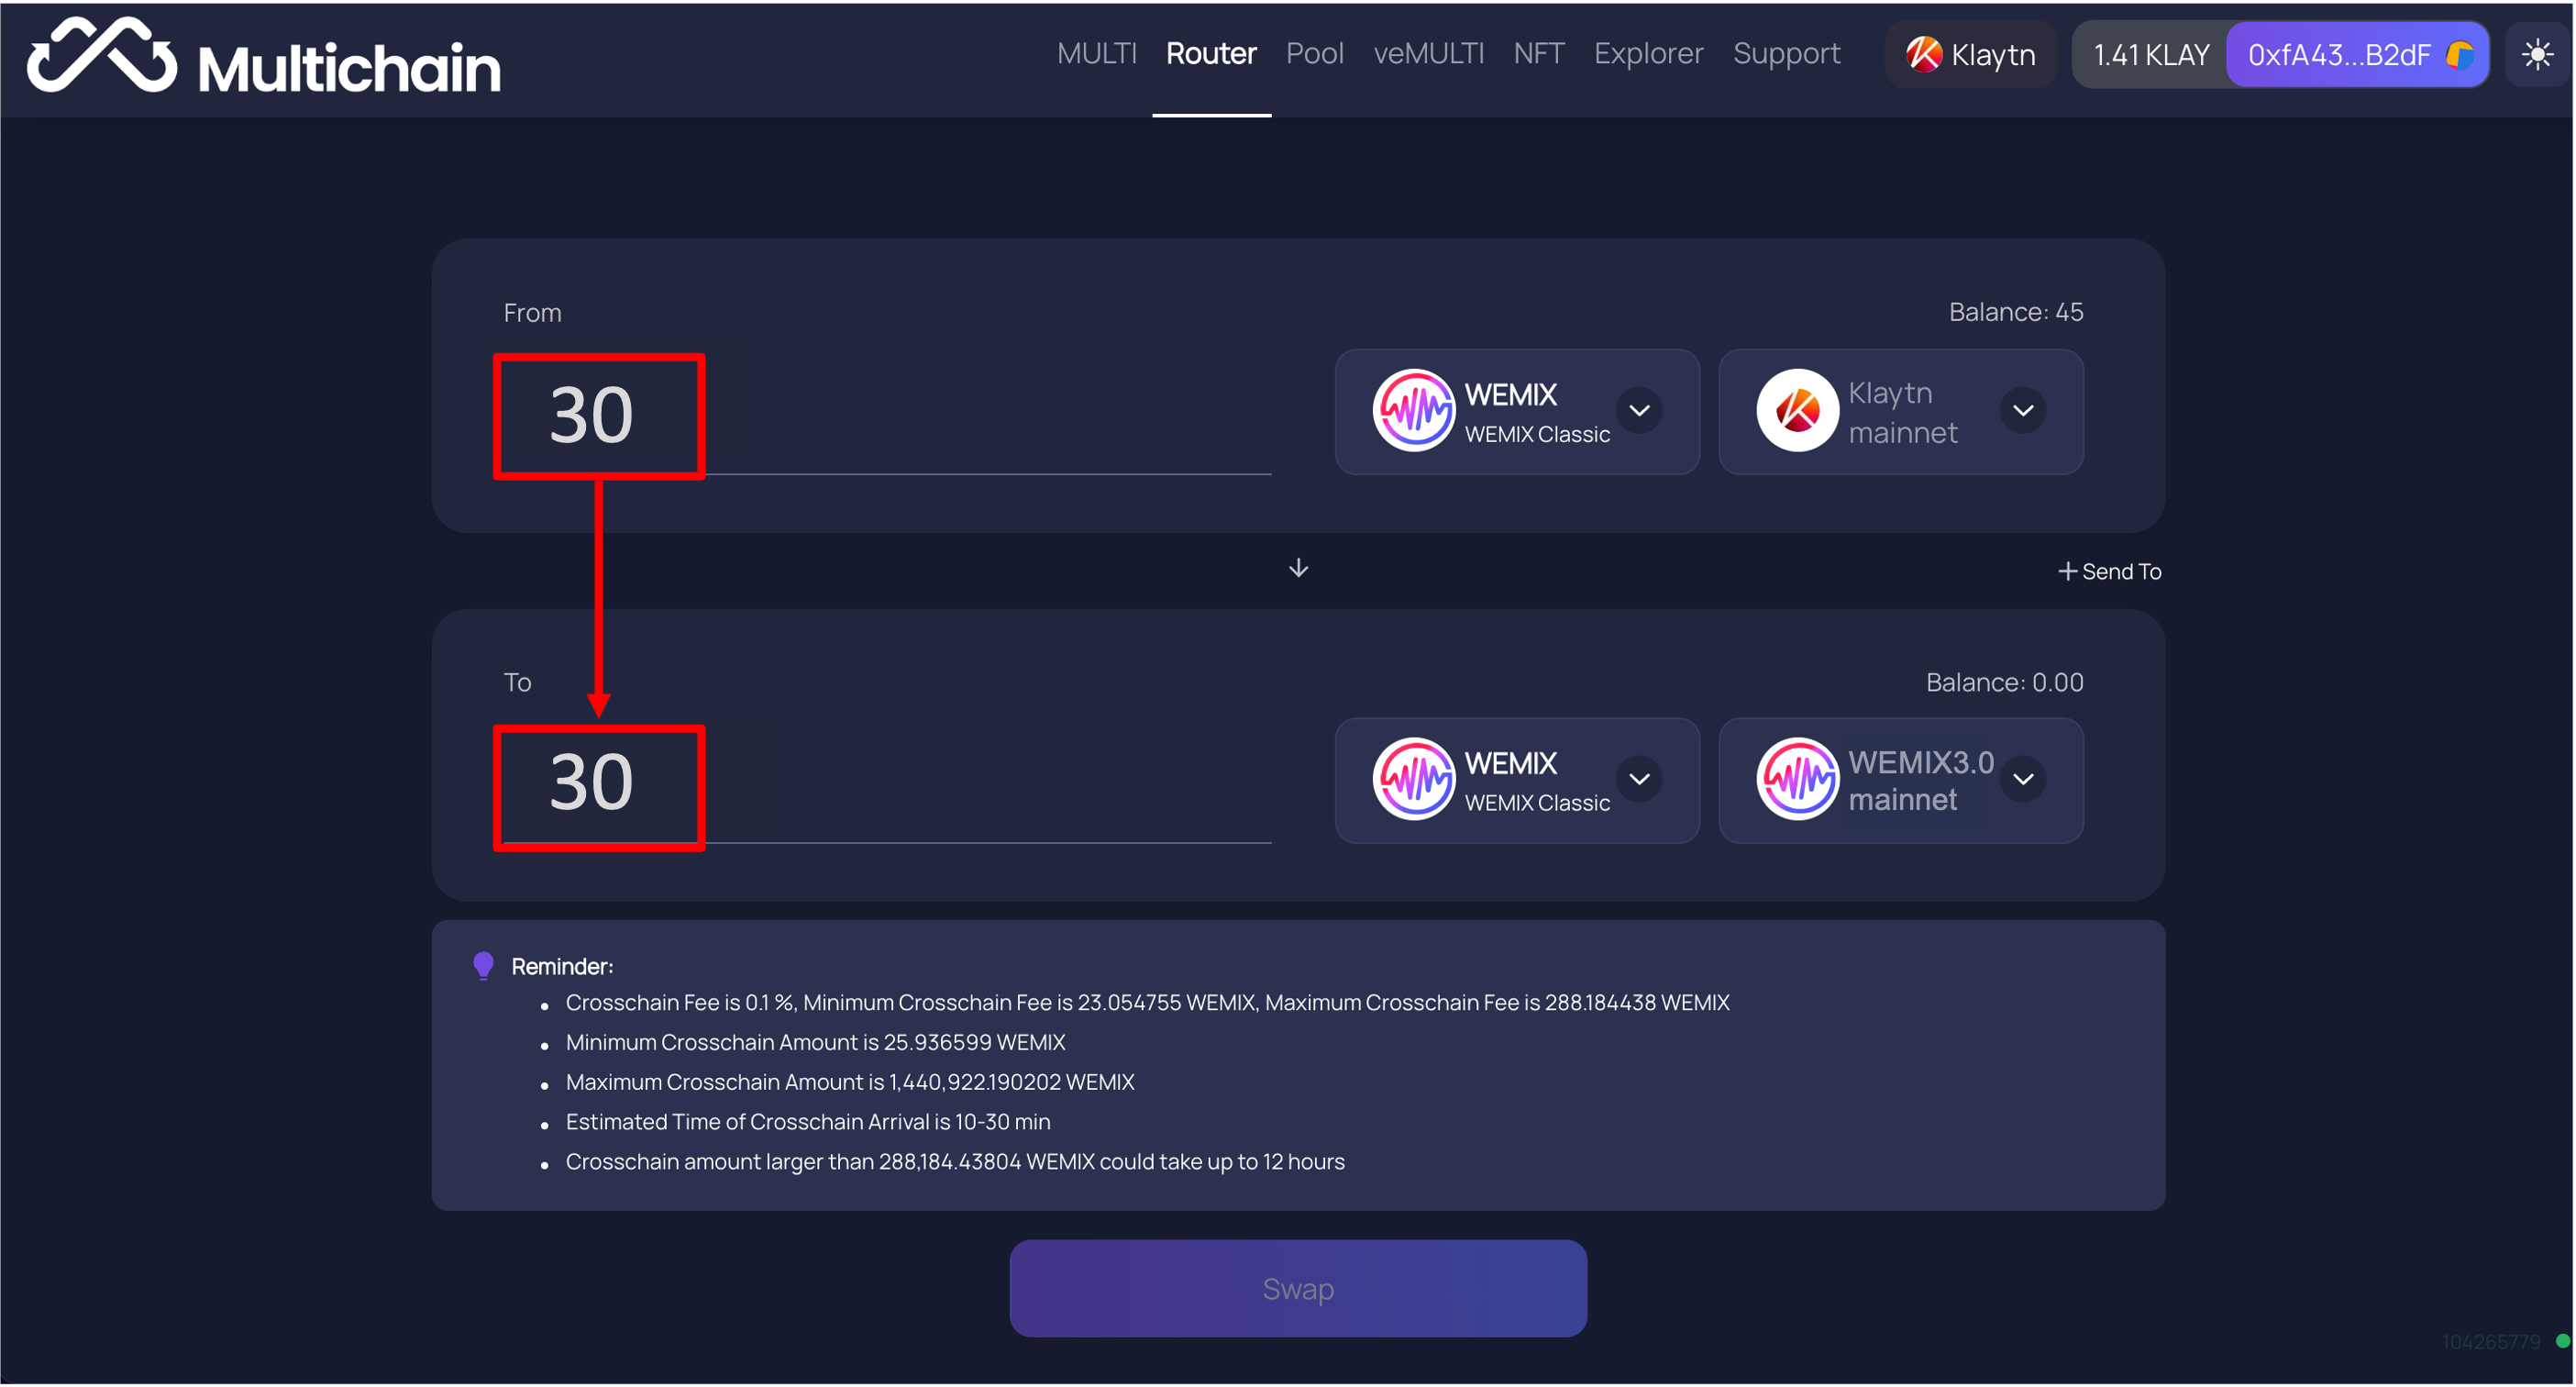 Multichain
MULTI Router Pool veMULTI NFT Explorer Support Klaytn 1.41 KLAY 0xfA43...B2dF
From
Balance: 45
30
WEMIX
WEMIX Classic
Klaytn
mainnet
+ Send To
To
Balance: 0.00
30
WEMIX
WEMIX Classic
WEMIX3.0
mainnet
Reminder:
Crosschain Fee is 0.1 %, Minimum Crosschain Fee is 23.054755 WEMIX, Maximum Crosschain Fee is 288.184438 WEMIX
Minimum Crosschain Amount is 25.936599 WEMIX
Maximum Crosschain Amount is 1,440,922.190202 WEMIX
Estimated Time of Crosschain Arrival is 10-30 min
Crosschain amount larger than 288,184.43804 WEMIX could take up to 12 hours
Swap
104265779